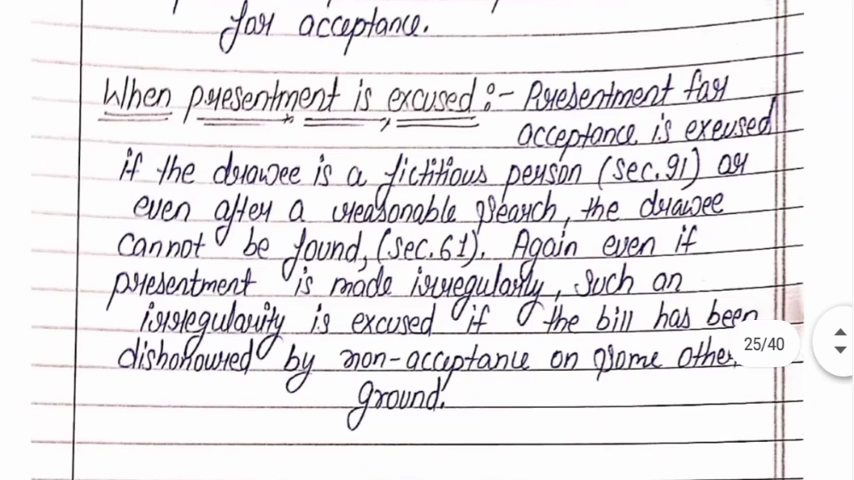 for acceptance.
When presentment is excused :- Presentment for
acceptance is exeused
if the drawee is a fictitious person (sec.91) or
even after a reasonable search, the drawee
cannot be found, (sec.61). Again even if
presentment is made irregularly, such an
irregularity is excused if the bill has been
dishonoured by non-acceptance on some other
ground.
25/40